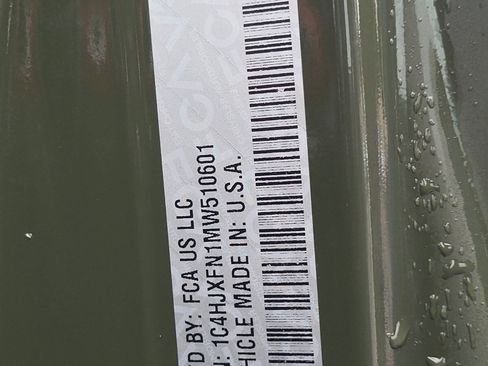 D BY: FCA US LLC
N: 1C4HJXFN1MW510601
HICLE MADE IN: U.S.A.